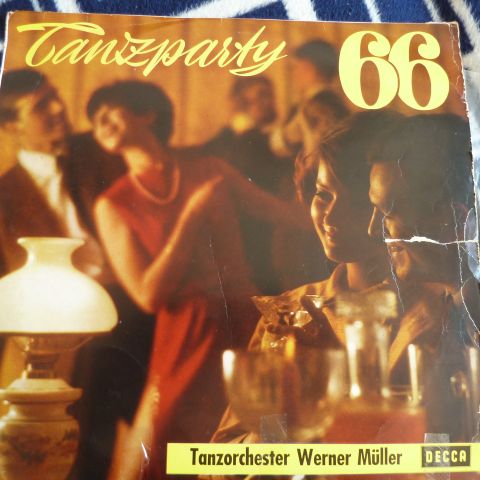 Tanzparty 66
Tanzorchester Werner Müller DECCA